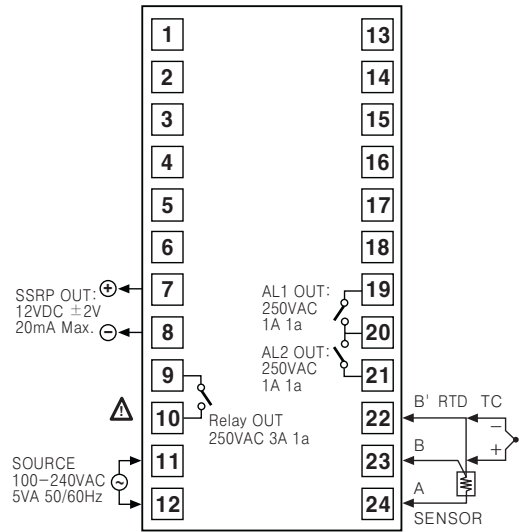 1
2
3
4
5
6
7
8
9
10
11
12
13
14
15
16
17
18
19
20
21
22
23
24
SSRP OUT:
12VDC ±2V
20mA Max.
+
−
Relay OUT
250VAC 3A 1a
SOURCE
100−240VAC
5VA 50/60Hz
AL1 OUT:
250VAC
1A 1a
AL2 OUT:
250VAC
1A 1a
B' RTD TC
−
+
B
A
SENSOR